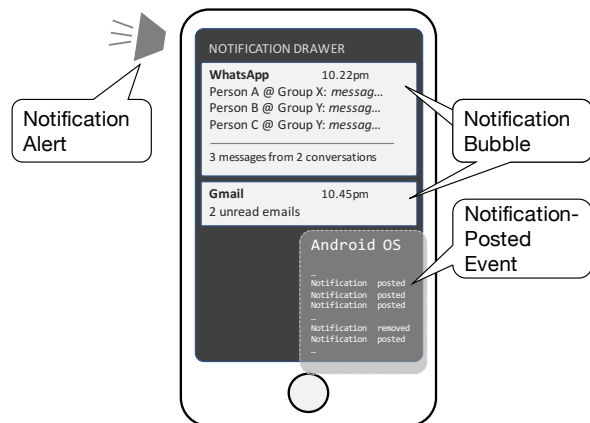 NOTIFICATION DRAWER
WhatsApp 10.22pm
Person A @ Group X: messag...
Person B @ Group Y: messag...
Person C @ Group Y: messag...
3 messages from 2 conversations
Gmail 10.45pm
2 unread emails
Android OS
...
Notification posted
Notification posted
Notification posted
...
Notification removed
Notification posted
...
Notification
Alert
Notification
Bubble
Notification-
Posted
Event